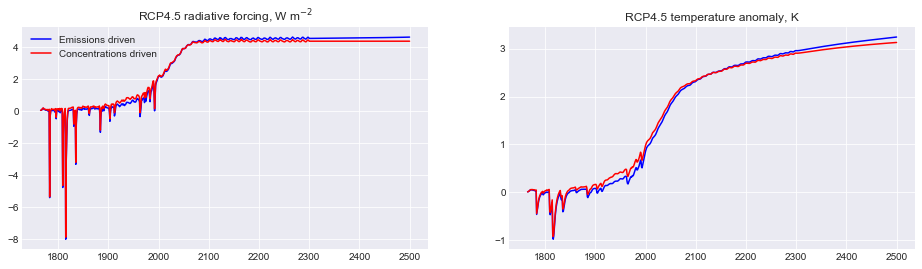 RCP4.5 radiative forcing, W m⁻²
Emissions driven
Concentrations driven
4
2
0
−2
−4
−6
−8
1800 1900 2000 2100 2200 2300 2400 2500
RCP4.5 temperature anomaly, K
3
2
1
0
−1
1800 1900 2000 2100 2200 2300 2400 2500